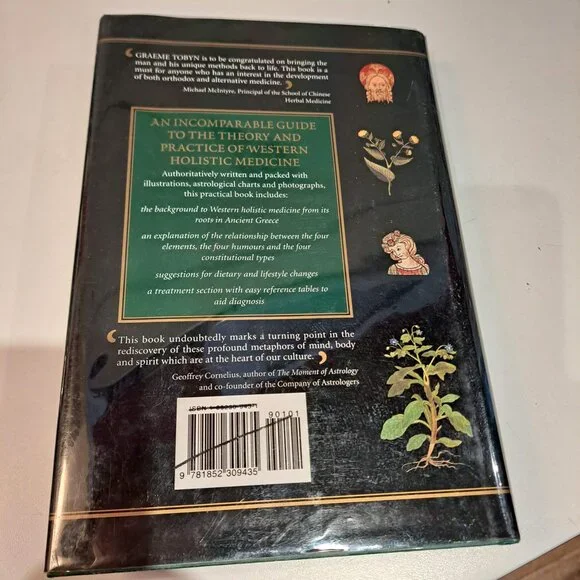 ‘ GRAEME TOBYN is to be congratulated on bringing the
man and his unique methods back to life. This book is a
must for anyone who has an interest in the development
of both orthodox and alternative medicine. ’
Michael McIntyre, Principal of the School of Chinese
Herbal Medicine
AN INCOMPARABLE GUIDE
TO THE THEORY AND
PRACTICE OF WESTERN
HOLISTIC MEDICINE
Authoritatively written and packed with
illustrations, astrological charts and photographs,
this practical book includes:
the background to Western holistic medicine from its
roots in Ancient Greece
an explanation of the relationship between the four
elements, the four humours and the four
constitutional types
suggestions for dietary and lifestyle changes
a treatment section with easy reference tables to
aid diagnosis
‘ This book undoubtedly marks a turning point in the
rediscovery of these profound metaphors of mind, body
and spirit which are at the heart of our culture. ’
Geoffrey Cornelius, author of The Moment of Astrology
and co-founder of the Company of Astrologers
90101
9 781852 309435